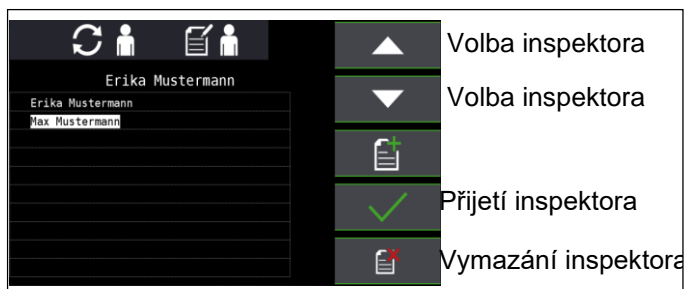 Volba inspektora
Erika Mustermann
Erika Mustermann
Volba inspektora
Max Mustermann
Přijetí inspektora
Vymazání inspektora